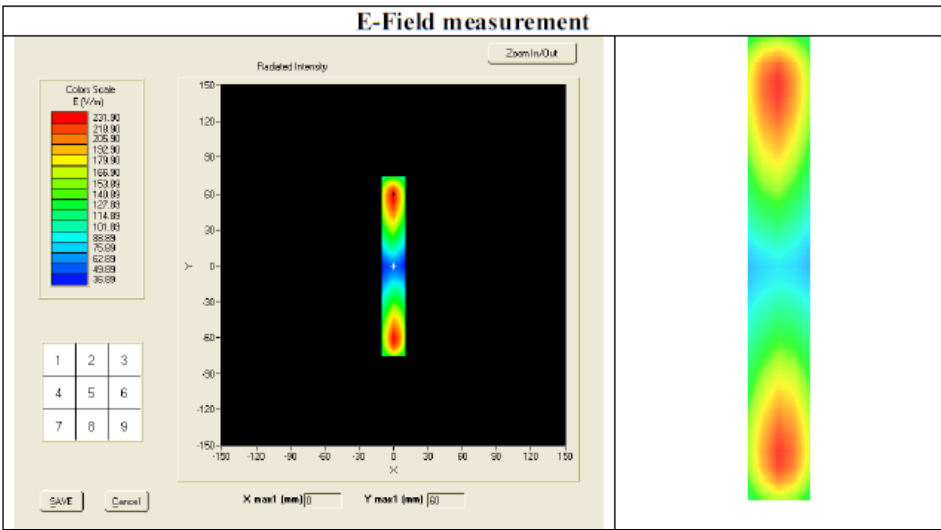 E-Field measurement
Zoom In/Out
Radiated Intensity
Colors Scale
E (V/m)
231.90
218.90
205.90
192.90
179.90
166.90
153.89
140.89
127.89
114.89
101.89
88.89
75.89
62.89
49.89
36.89
150
120
90
60
30
0
-30
-60
-90
-120
-150
Y
-150 -120 -90 -60 -30 0 30 60 90 120 150
X
1 2 3
4 5 6
7 8 9
SAVE Cancel
X max1 (mm) 0 Y max1 (mm) 60